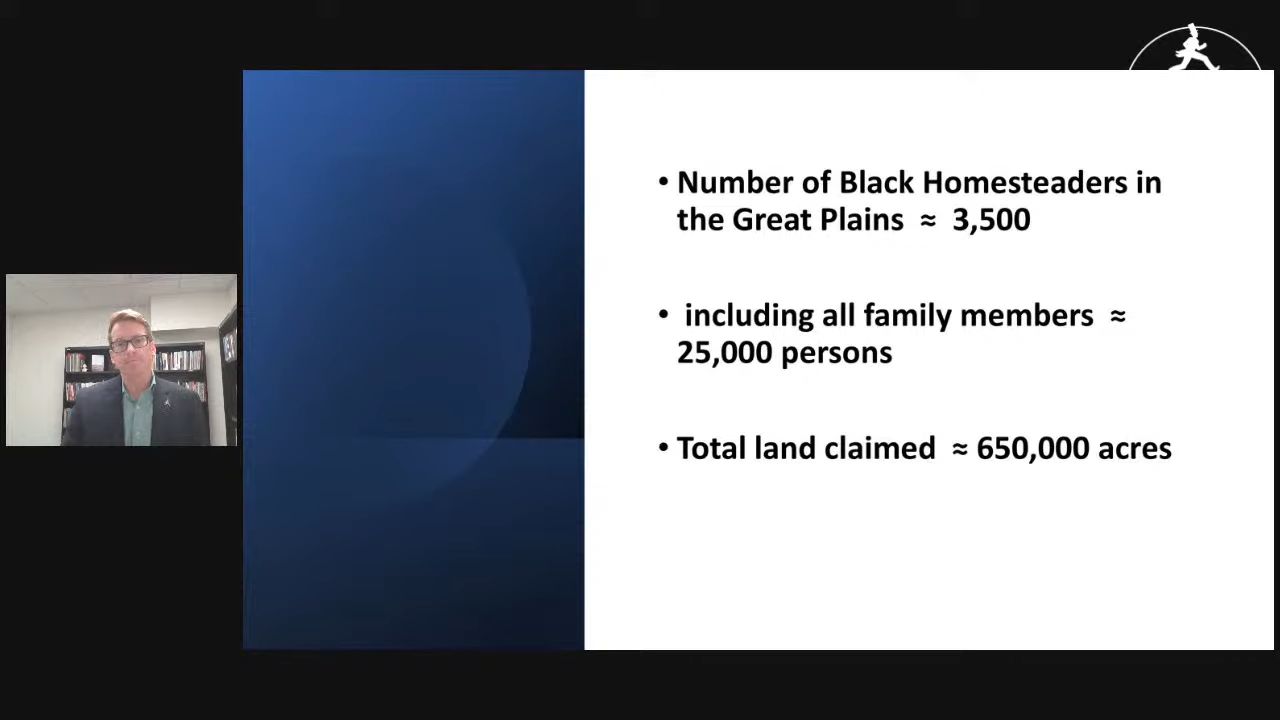 • Number of Black Homesteaders in
the Great Plains ≈ 3,500
• including all family members ≈
25,000 persons
• Total land claimed ≈ 650,000 acres